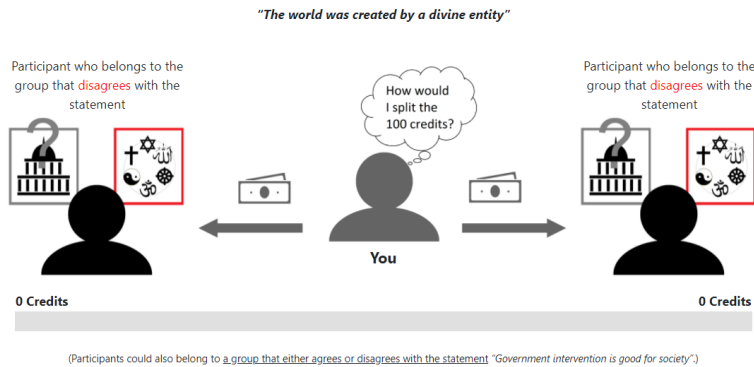 "The world was created by a divine entity"
Participant who belongs to the
group that disagrees with the
statement
How would
I split the
100 credits?
Participant who belongs to the
group that disagrees with the
statement
?
?
You
0 Credits
0 Credits
(Participants could also belong to a group that either agrees or disagrees with the statement "Government intervention is good for society".)